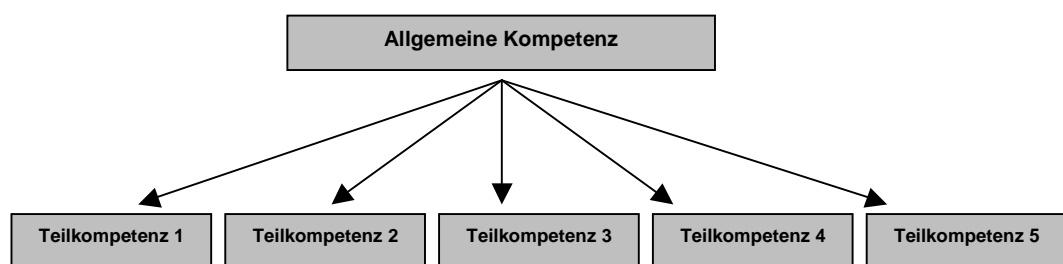 Allgemeine Kompetenz
Teilkompetenz 1
Teilkompetenz 2
Teilkompetenz 3
Teilkompetenz 4
Teilkompetenz 5